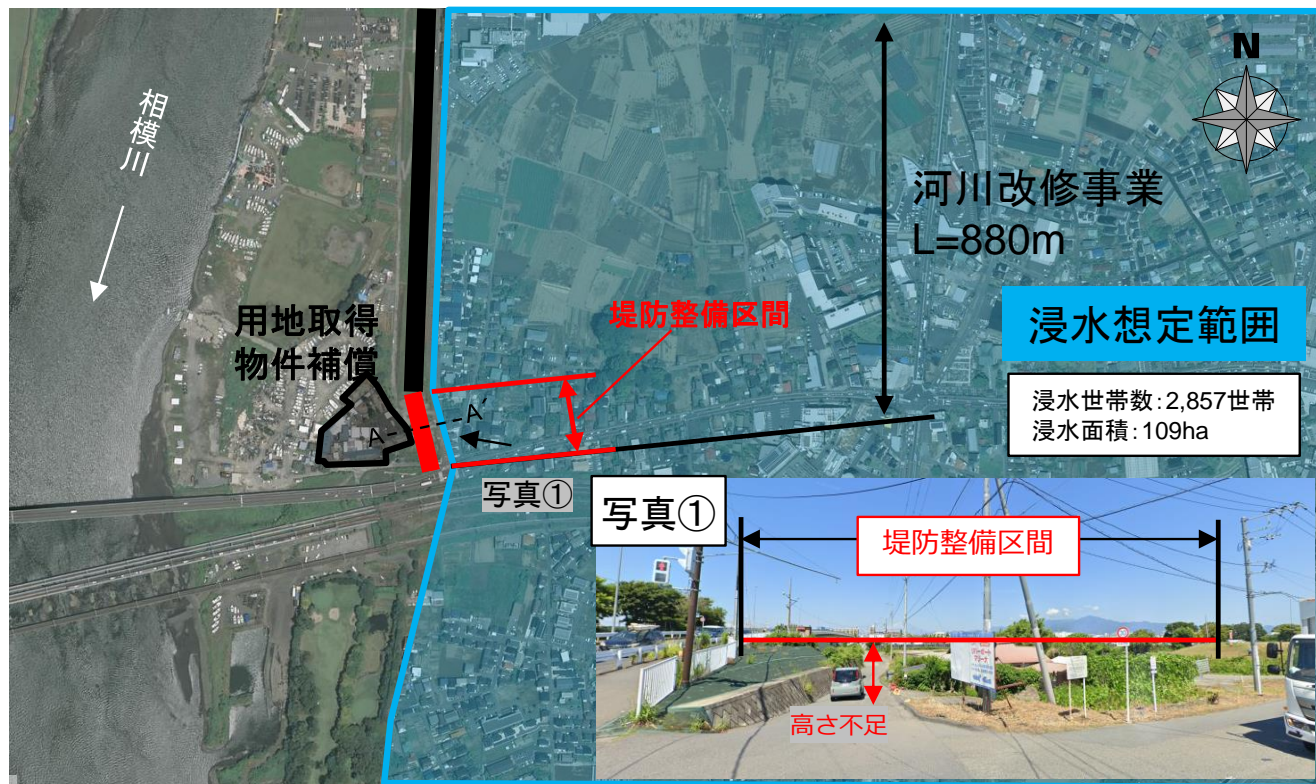 相模川
N
河川改修事業
L=880m
用地取得
物件補償
堤防整備区間
浸水想定範囲
浸水世帯数:2,857世帯
浸水面積:109ha
A
A´
写真①
写真①
堤防整備区間
高さ不足